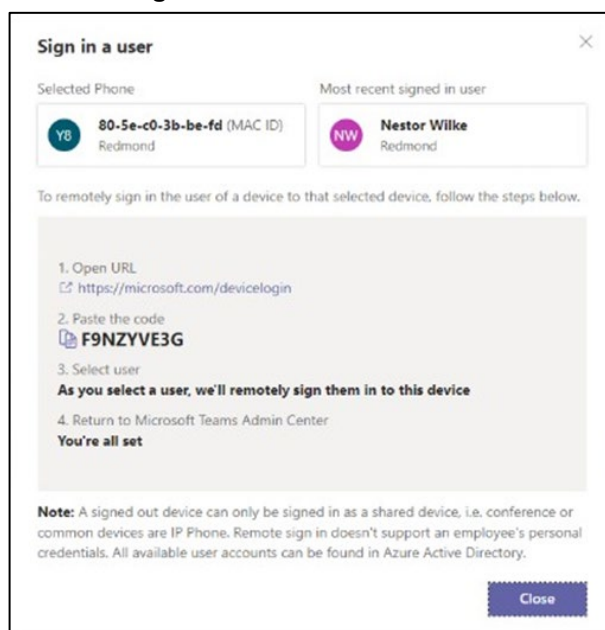 Sign in a user
Selected Phone
Most recent signed in user
Y8
80-5e-c0-3b-be-fd (MAC ID)
Redmond
NW
Nestor Wilke
Redmond
To remotely sign in the user of a device to that selected device, follow the steps below.
1. Open URL
https://microsoft.com/devicelogin
2. Paste the code
F9NZYVE3G
3. Select user
As you select a user, we'll remotely sign them in to this device
4. Return to Microsoft Teams Admin Center
You're all set
Note: A signed out device can only be signed in as a shared device, i.e. conference or
common devices are IP Phone. Remote sign in doesn't support an employee's personal
credentials. All available user accounts can be found in Azure Active Directory.
Close